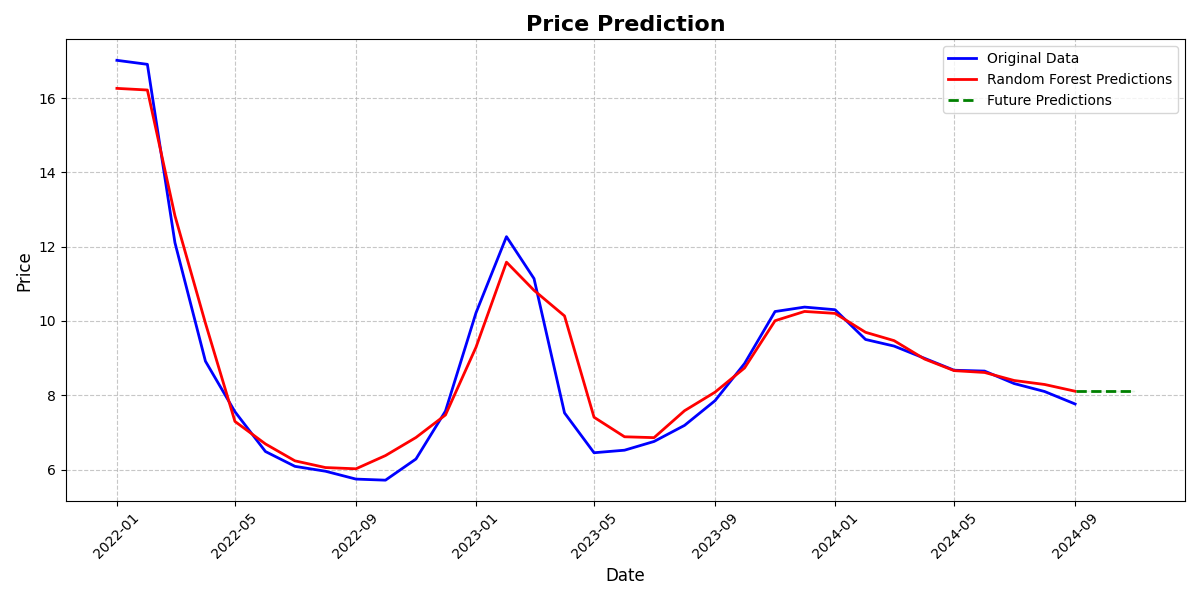 Price Prediction
Original Data
Random Forest Predictions
Future Predictions
Price
16
14
12
10
8
6
2022-01
2022-05
2022-09
2023-01
2023-05
2023-09
2024-01
2024-05
2024-09
Date